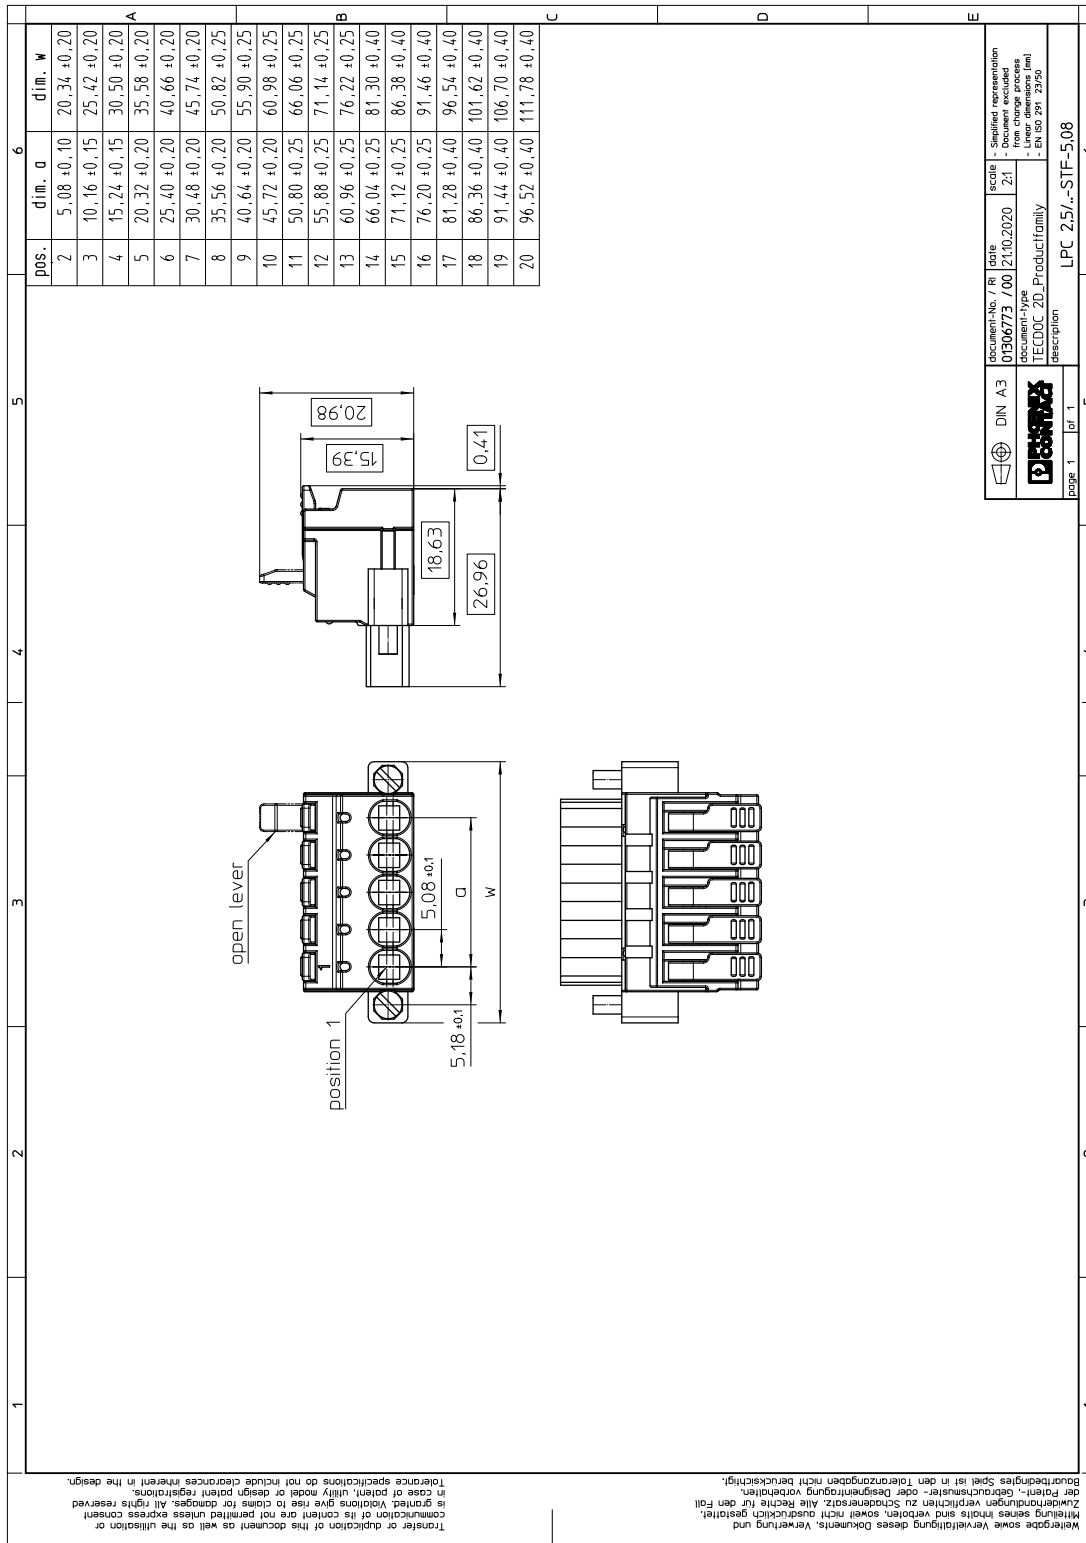 6
5
4
3
2
1
A
B
C
D
E
pos. dim. a dim. w
2 5,08 ±0,10 20,34 ±0,20
3 10,16 ±0,15 25,42 ±0,20
4 15,24 ±0,15 30,50 ±0,20
5 20,32 ±0,20 35,58 ±0,20
6 25,40 ±0,20 40,66 ±0,20
7 30,48 ±0,20 45,74 ±0,20
8 35,56 ±0,20 50,82 ±0,25
9 40,64 ±0,20 55,90 ±0,25
10 45,72 ±0,20 60,98 ±0,25
11 50,80 ±0,25 66,06 ±0,25
12 55,88 ±0,25 71,14 ±0,25
13 60,96 ±0,25 76,22 ±0,25
14 66,04 ±0,25 81,30 ±0,40
15 71,12 ±0,25 86,38 ±0,40
16 76,20 ±0,25 91,46 ±0,40
17 81,28 ±0,40 96,54 ±0,40
18 86,36 ±0,40 101,62 ±0,40
19 91,44 ±0,40 106,70 ±0,40
20 96,52 ±0,40 111,78 ±0,40
20,98
15,39
0,41
18,63
26,96
open lever
position 1
1
5,08 ±0,1
a
w
5,18 ±0,1
DIN A3
PHOENIX
CONTACT
page 1 of 1
document-No. / RI
01306773 / 00
date
21.10.2020
scale
2:1
document-type
TECDOC 2D_Productfamily
description
LPC 2,5/..-STF-5,08
- Simplified representation
- Document excluded
from change process
- Linear dimensions [mm]
- EN ISO 291 23/50
Transfer or duplication of this document as well as the utilisation or
communication of its content are not permitted unless express consent
is granted. Violations give rise to claims for damages. All rights reserved
in case of patent, utility model or design patent registrations.
Tolerance specifications do not include clearances inherent in the design.
Weitergabe sowie Vervielfältigung dieses Dokuments, Verwertung und
Mitteilung seines Inhalts sind verboten, soweit nicht ausdrücklich gestattet.
Zuwiderhandlungen verpflichten zu Schadenersatz. Alle Rechte für den Fall
der Patent-, Gebrauchsmuster- oder Designeintragung vorbehalten.
Bauartbedingtes Spiel ist in den Toleranzangaben nicht berücksichtigt.